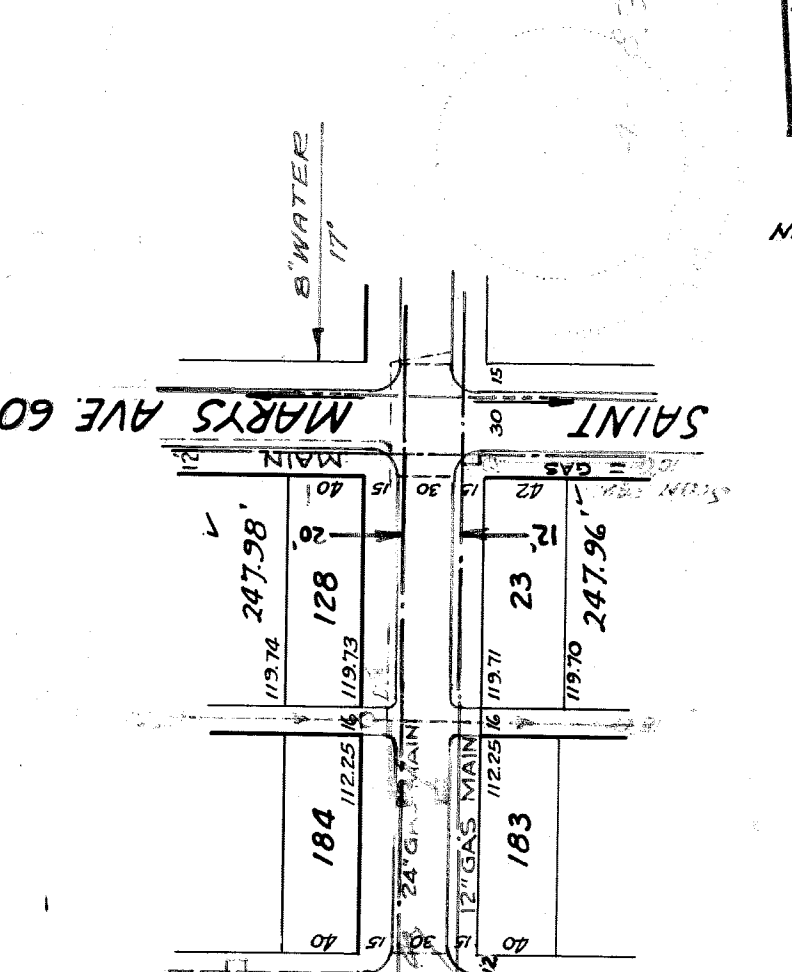 8" WATER
17'
SAINT MARYS AVE. 60
15
30
12
MAIN
= GAS
40 15 30 15 42
247.98'
128
20'
12'
23
247.96'
119.74
119.73
119.71
119.70
16
16
112.25
112.25
184
24" GAS MAIN
12" GAS MAIN
183
40 15 30 15 40
12